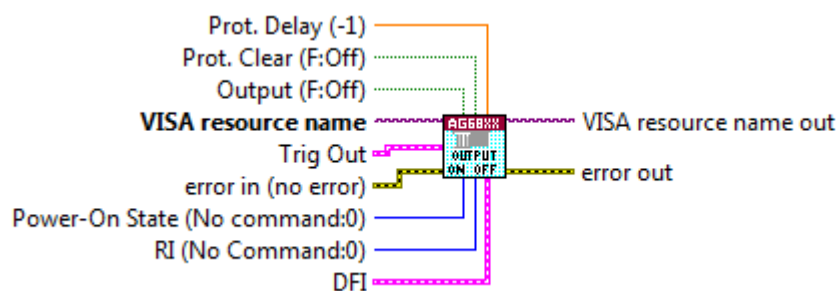 Prot. Delay (-1)
Prot. Clear (F:Off)
Output (F:Off)
VISA resource name
AG68XX
VISA resource name out
Trig Out
OUTPUT
ON OFF
error out
error in (no error)
Power-On State (No command:0)
RI (No Command:0)
DFI